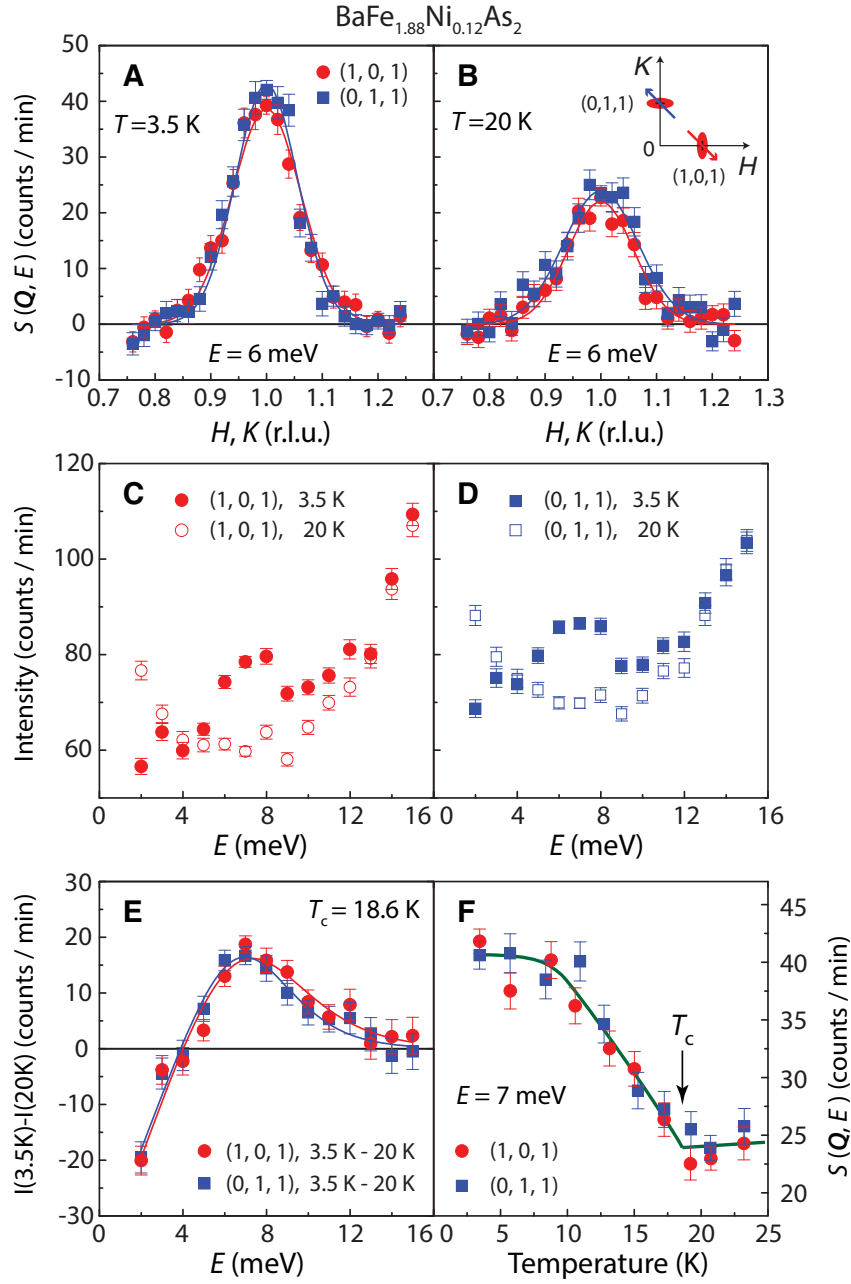 BaFe1.88Ni0.12As2
A
(1, 0, 1)
(0, 1, 1)
T = 3.5 K
E = 6 meV
S (Q, E ) (counts / min)
50
40
30
20
10
0
-10
0.7 0.8 0.9 1.0 1.1 1.2
H, K (r.l.u.)
B
T = 20 K
K
(0,1,1)
0
(1,0,1)
H
E = 6 meV
0.7 0.8 0.9 1.0 1.1 1.2 1.3
H, K (r.l.u.)
C
(1, 0, 1), 3.5 K
(1, 0, 1), 20 K
Intensity (counts / min)
120
100
80
60
0 4 8 12 16
E (meV)
D
(0, 1, 1), 3.5 K
(0, 1, 1), 20 K
0 4 8 12 16
E (meV)
E
Tc = 18.6 K
I(3.5K)-I(20K) (counts / min)
30
20
10
0
-10
-20
-30
(1, 0, 1), 3.5 K - 20 K
(0, 1, 1), 3.5 K - 20 K
0 4 8 12 16
E (meV)
F
Tc
E = 7 meV
(1, 0, 1)
(0, 1, 1)
45
40
35
30
25
20
S (Q, E ) (counts / min)
0 5 10 15 20 25
Temperature (K)